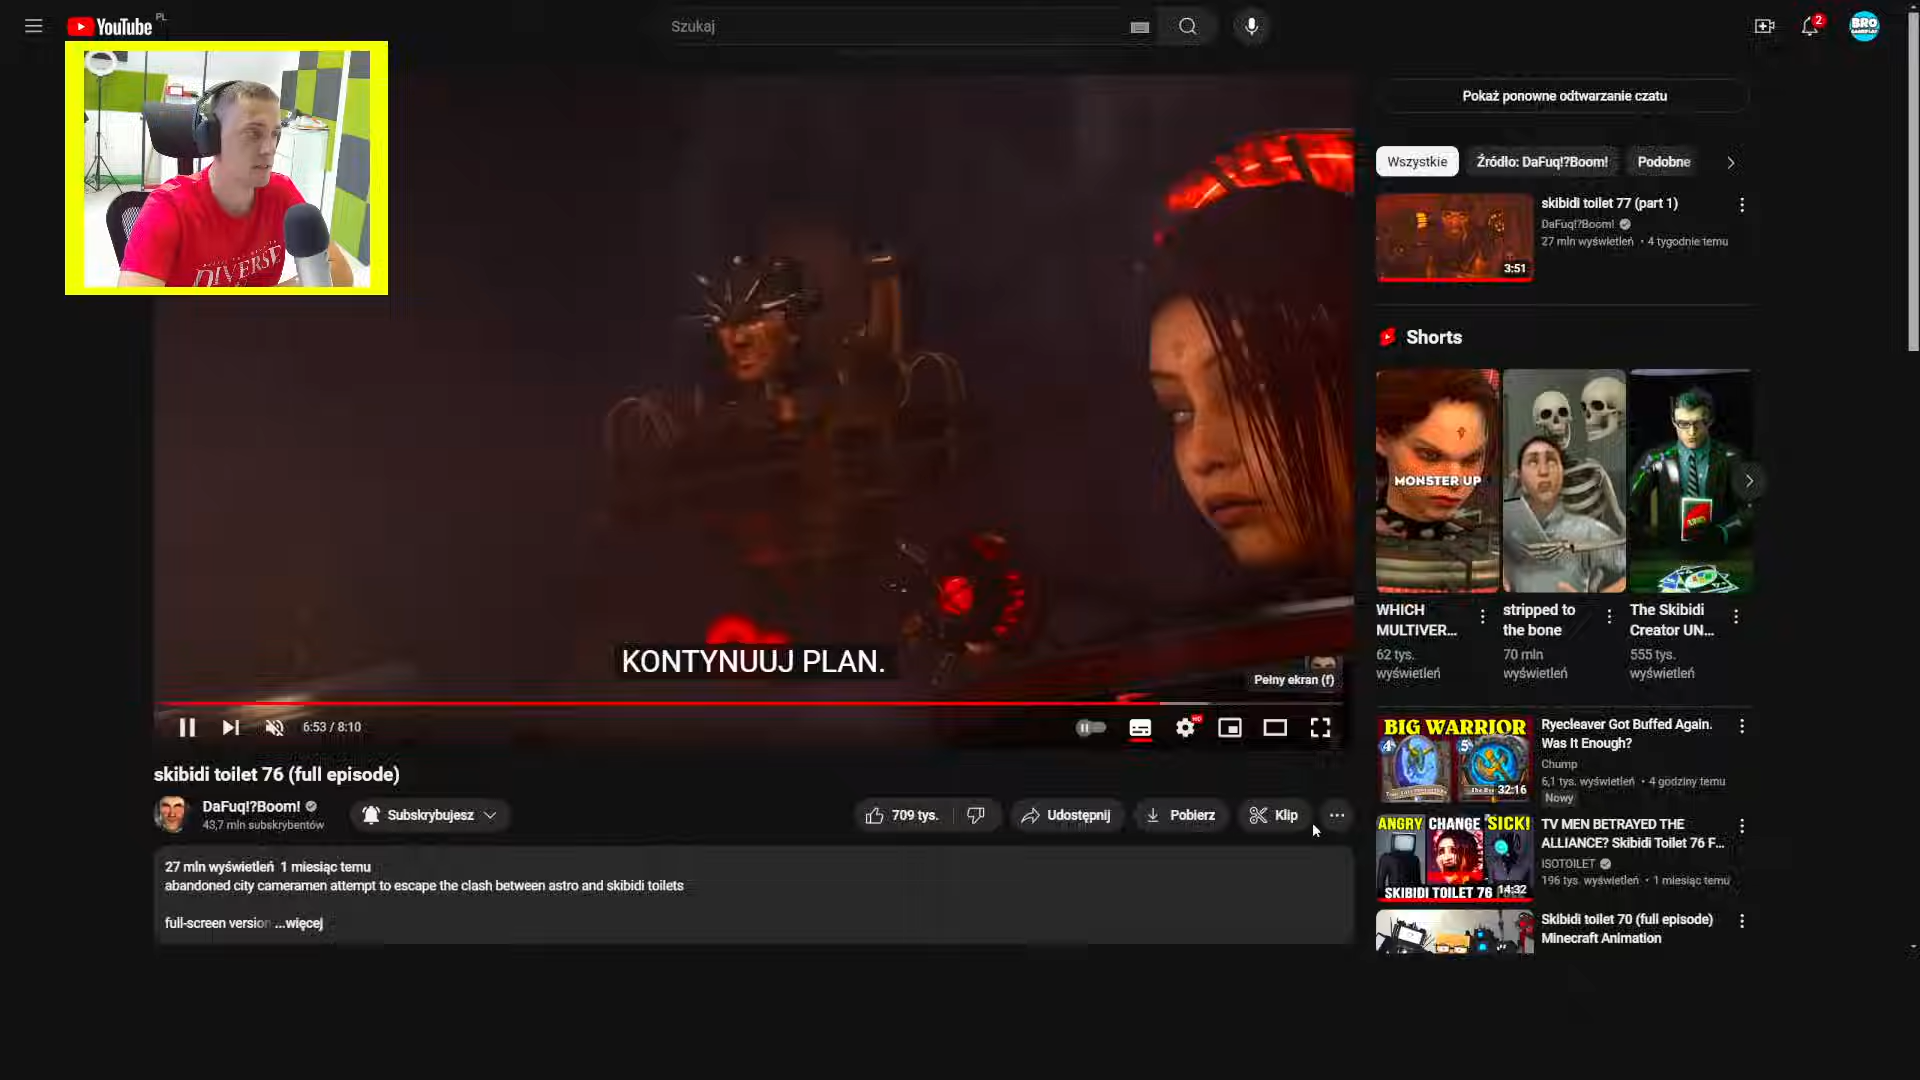 YouTube PL
Szukaj
2
BRO
DIVERSE
Pokaż ponowne odtwarzanie czatu
Wszystkie
Źródło: DaFuq!?Boom!
Podobne
skibidi toilet 77 (part 1)
DaFuq!?Boom!
27 mln wyświetleń • 4 tygodnie temu
3:51
Shorts
MONSTER UP
WHICH
MULTIVER...
62 tys.
wyświetleń
stripped to
the bone
70 mln
wyświetleń
The Skibidi
Creator UN...
555 tys.
wyświetleń
KONTYNUUJ PLAN.
Pełny ekran (f)
6:53 / 8:10
HD
skibidi toilet 76 (full episode)
DaFuq!?Boom!
43,7 mln subskrybentów
Subskrybujesz
709 tys.
Udostępnij
Pobierz
Klip
27 mln wyświetleń 1 miesiąc temu
abandoned city cameramen attempt to escape the clash between astro and skibidi toilets
full-screen version ...więcej
BIG WARRIOR
32:16
Ryecleaver Got Buffed Again.
Was It Enough?
Chump
6,1 tys. wyświetleń • 4 godziny temu
Nowy
ANGRY CHANGE SICK!
SKIBIDI TOILET 76
14:32
TV MEN BETRAYED THE
ALLIANCE? Skibidi Toilet 76 F...
ISOTOILET
196 tys. wyświetleń • 1 miesiąc temu
Skibidi toilet 70 (full episode)
Minecraft Animation